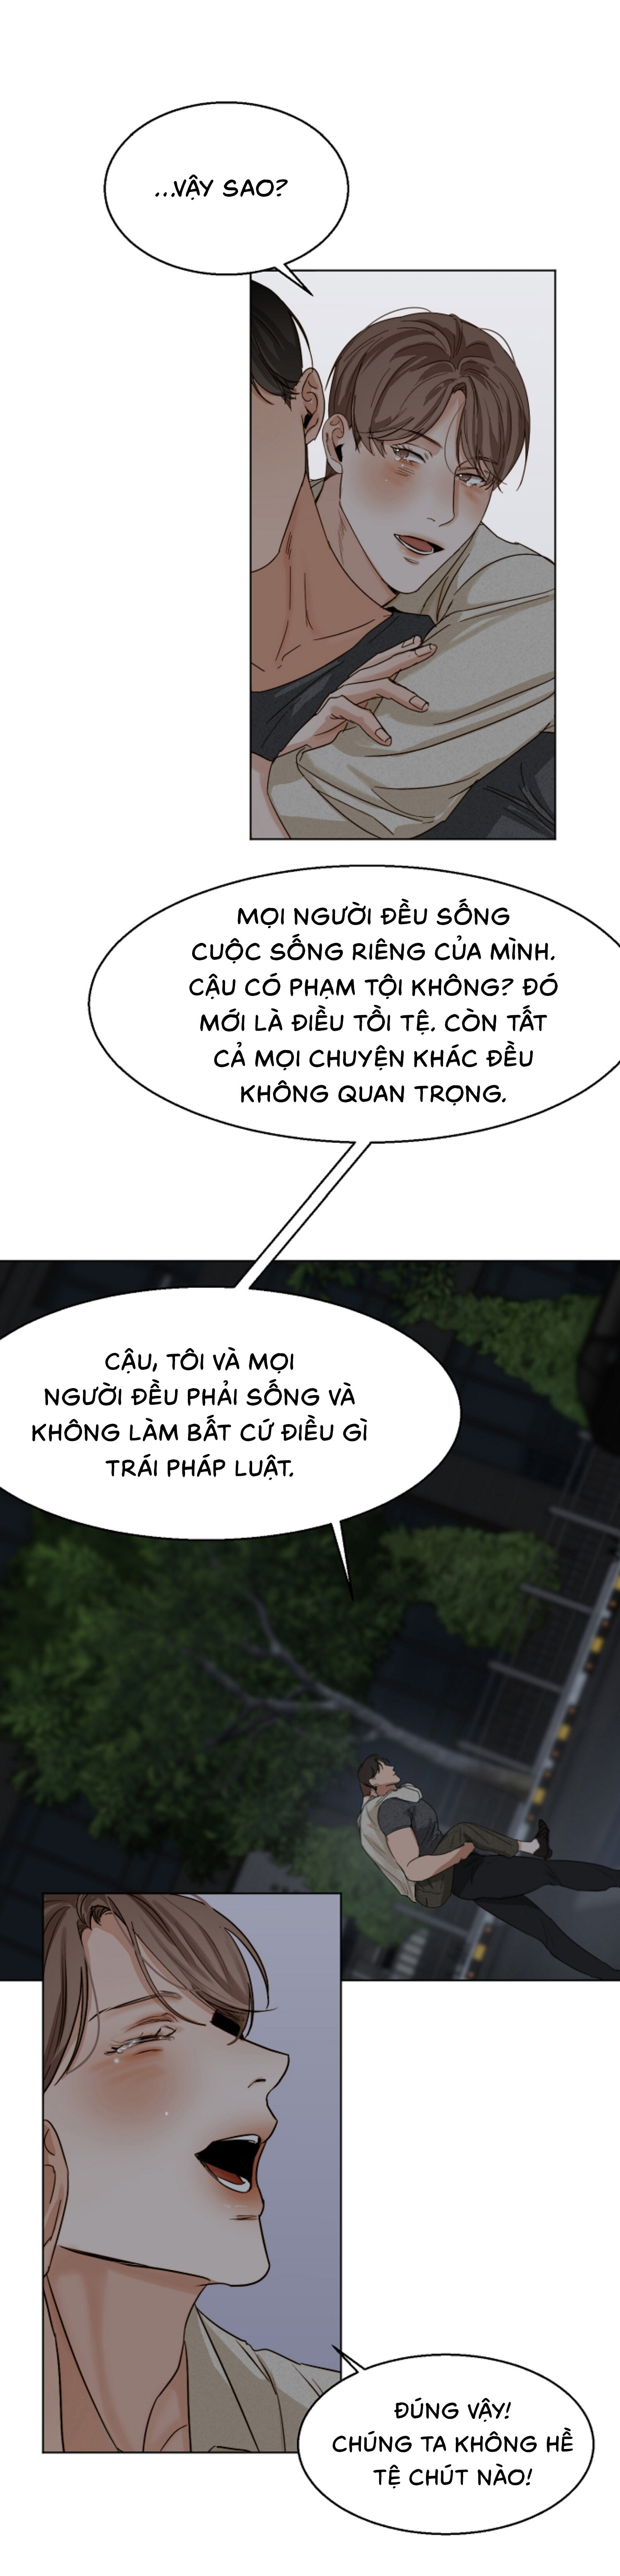 ...VẬY SAO?
MỌI NGƯỜI ĐỀU SỐNG
CUỘC SỐNG RIÊNG CỦA MÌNH.
CẬU CÓ PHẠM TỘI KHÔNG? ĐÓ
MỚI LÀ ĐIỀU TỒI TỆ, CÒN TẤT
CẢ MỌI CHUYỆN KHÁC ĐỀU
KHÔNG QUAN TRỌNG.
CẬU, TÔI VÀ MỌI
NGƯỜI ĐỀU PHẢI SỐNG VÀ
KHÔNG LÀM BẤT CỨ ĐIỀU GÌ
TRÁI PHÁP LUẬT.
ĐÚNG VẬY!
CHÚNG TA KHÔNG HỀ
TỆ CHÚT NÀO!